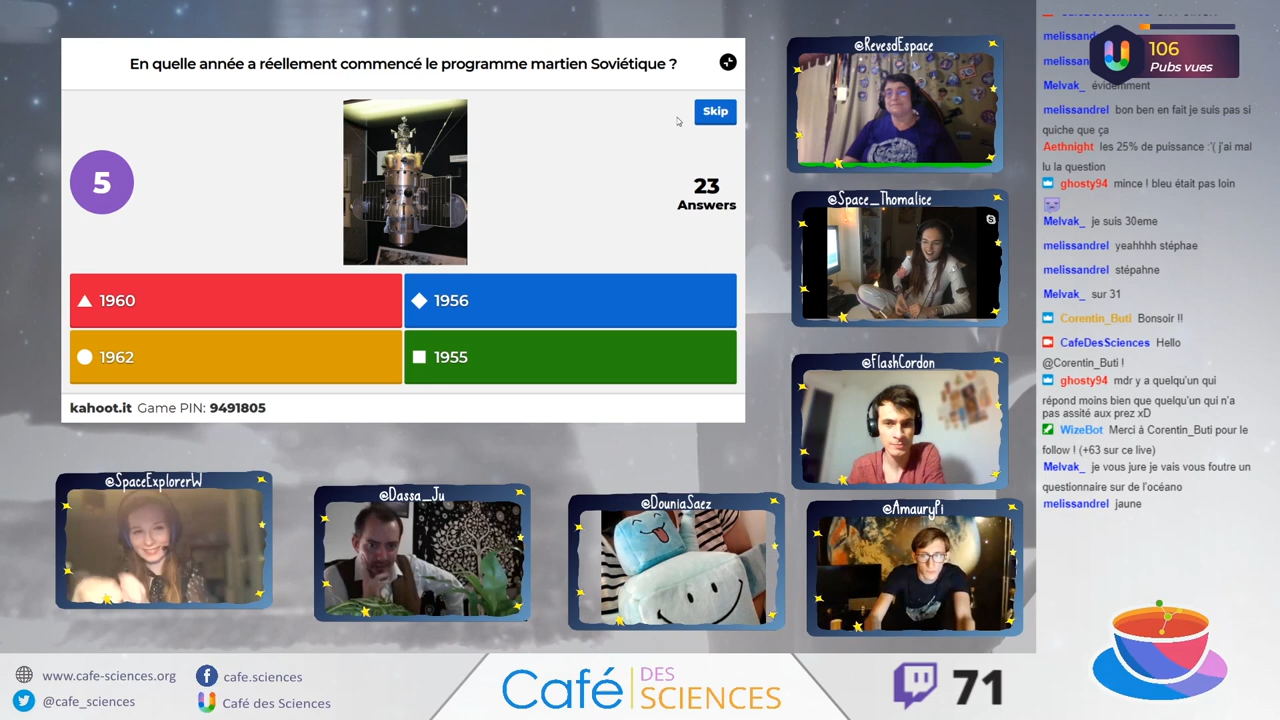 En quelle année a réellement commencé le programme martien Soviétique ?
Skip
5
23
Answers
1960
1956
1962
1955
kahoot.it Game PIN: 9491805
@RevesdEspace
@Space_Thomalice
@FlashCordon
@SpaceExplorerW
@Dassa_Ju
@DouniaSaez
@AmauryPi
106
Pubs vues
melissand
melissand
Melvak_ évidemment
melissandrel bon ben en fait je suis pas si
quiche que ça
Aethnight les 25% de puissance :'( j'ai mal
lu la question
ghosty94 mince ! bleu était pas loin
Melvak_ je suis 30eme
melissandrel yeahhhh stéphae
melissandrel stépahne
Melvak_ sur 31
Corentin_Buti Bonsoir !!
CafeDesSciences Hello
@Corentin_Buti !
ghosty94 mdr y a quelqu'un qui
répond moins bien que quelqu'un qui n'a
pas assité aux prez xD
WizeBot Merci à Corentin_Buti pour le
follow ! (+63 sur ce live)
Melvak_ je vous jure je vais vous foutre un
questionnaire sur de l'océano
melissandrel jaune
www.cafe-sciences.org
cafe.sciences
@cafe_sciences
Café des Sciences
Café DES SCIENCES
71